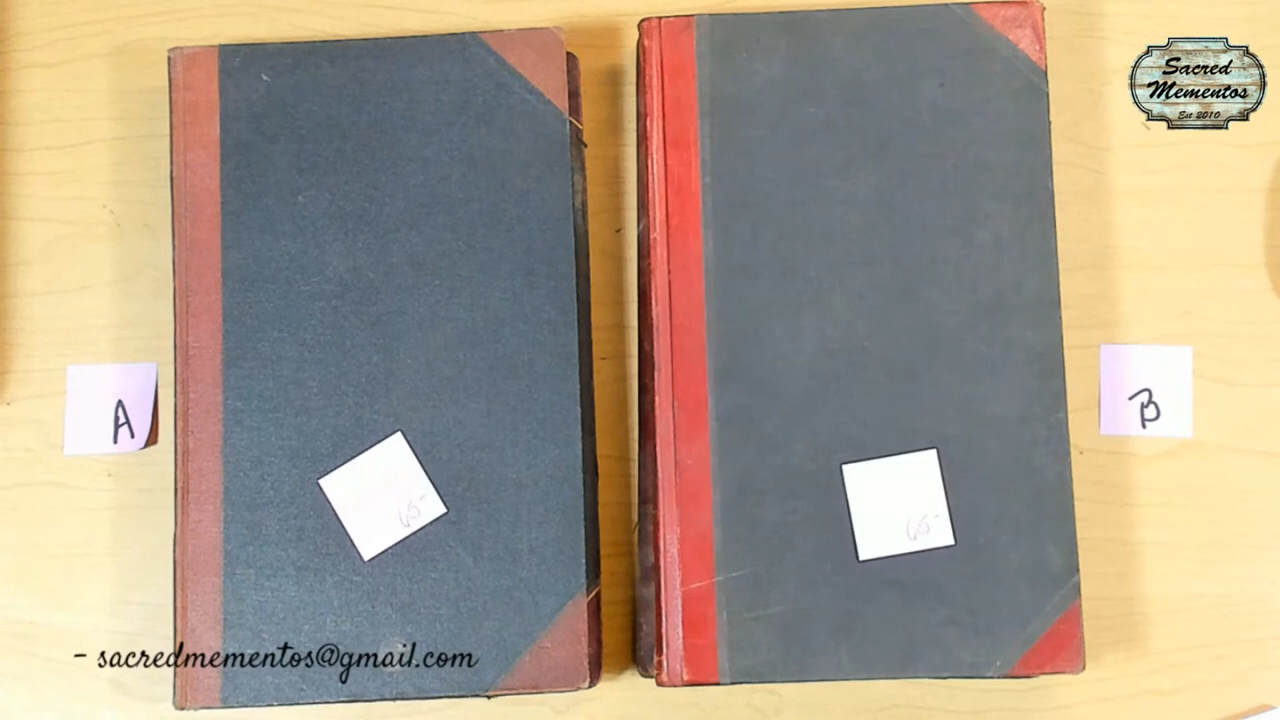 Sacred
Mementos
Est 2010
A
B
65-
65-
- sacredmementos@gmail.com